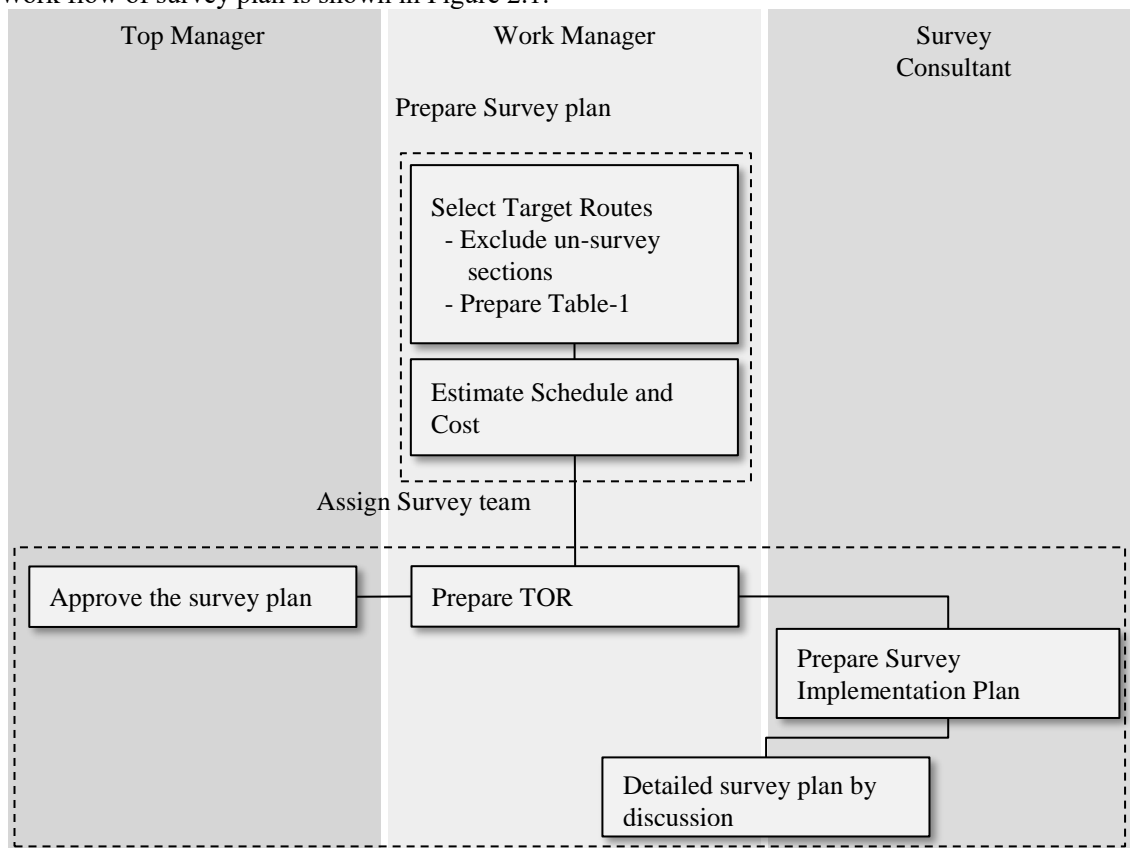 work flow of survey plan is shown in Figure 2.1.
Top Manager
Work Manager
Survey
Consultant
Prepare Survey plan
Select Target Routes
- Exclude un-survey
sections
- Prepare Table-1
Estimate Schedule and
Cost
Assign Survey team
Approve the survey plan
Prepare TOR
Prepare Survey
Implementation Plan
Detailed survey plan by
discussion